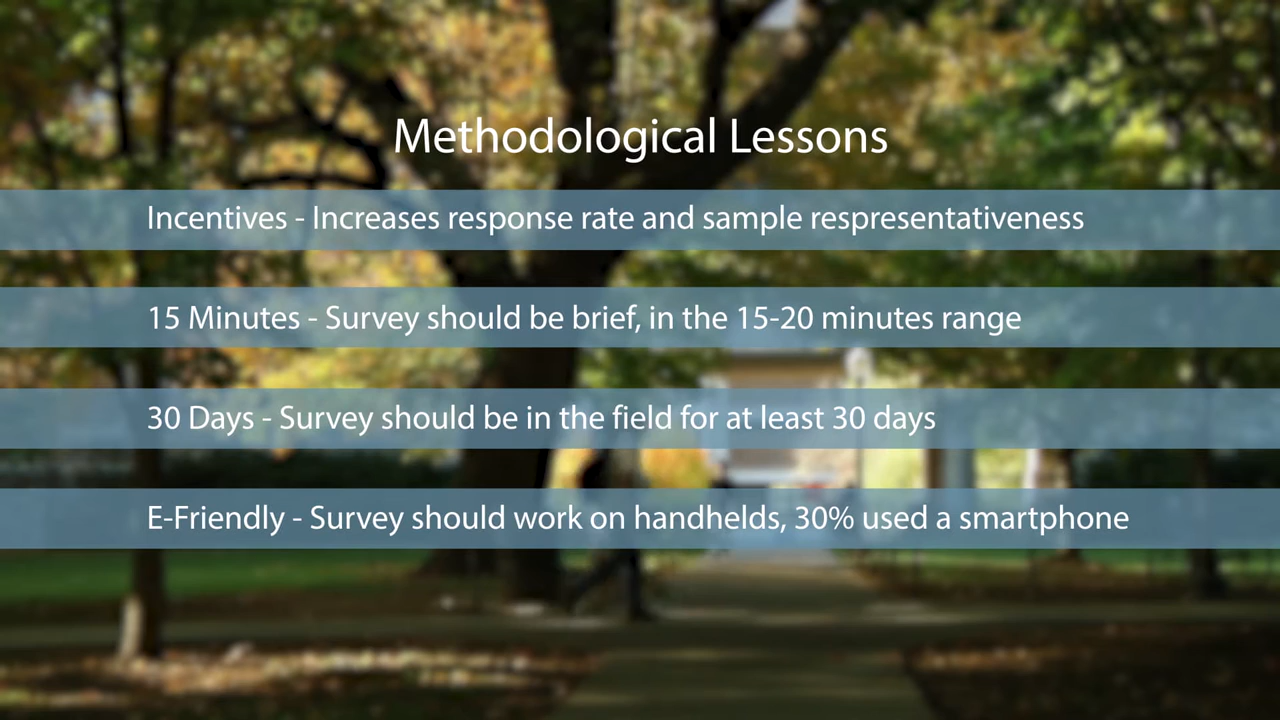 Methodological Lessons
Incentives - Increases response rate and sample respresentativeness
15 Minutes - Survey should be brief, in the 15-20 minutes range
30 Days - Survey should be in the field for at least 30 days
E-Friendly - Survey should work on handhelds, 30% used a smartphone